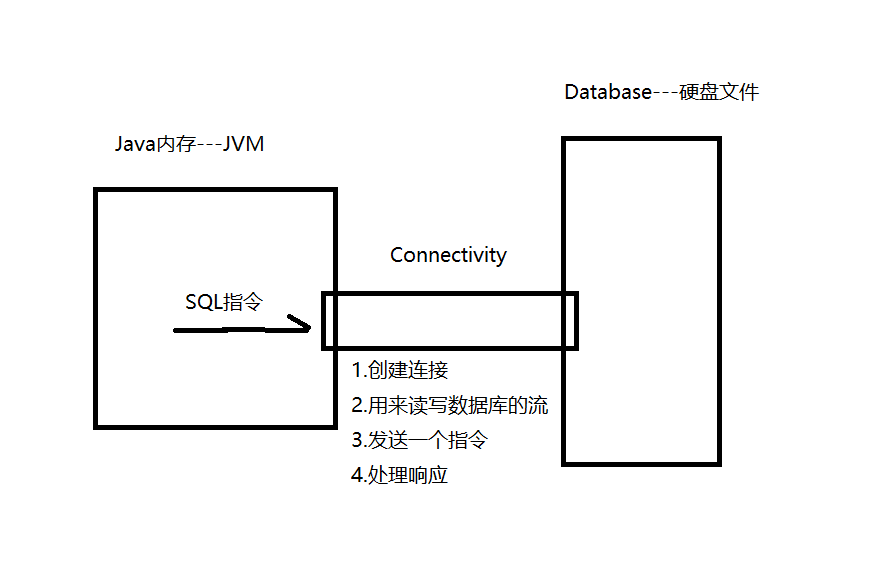 Database---硬盘文件
Java内存---JVM
Connectivity
SQL指令
1.创建连接
2.用来读写数据库的流
3.发送一个指令
4.处理响应